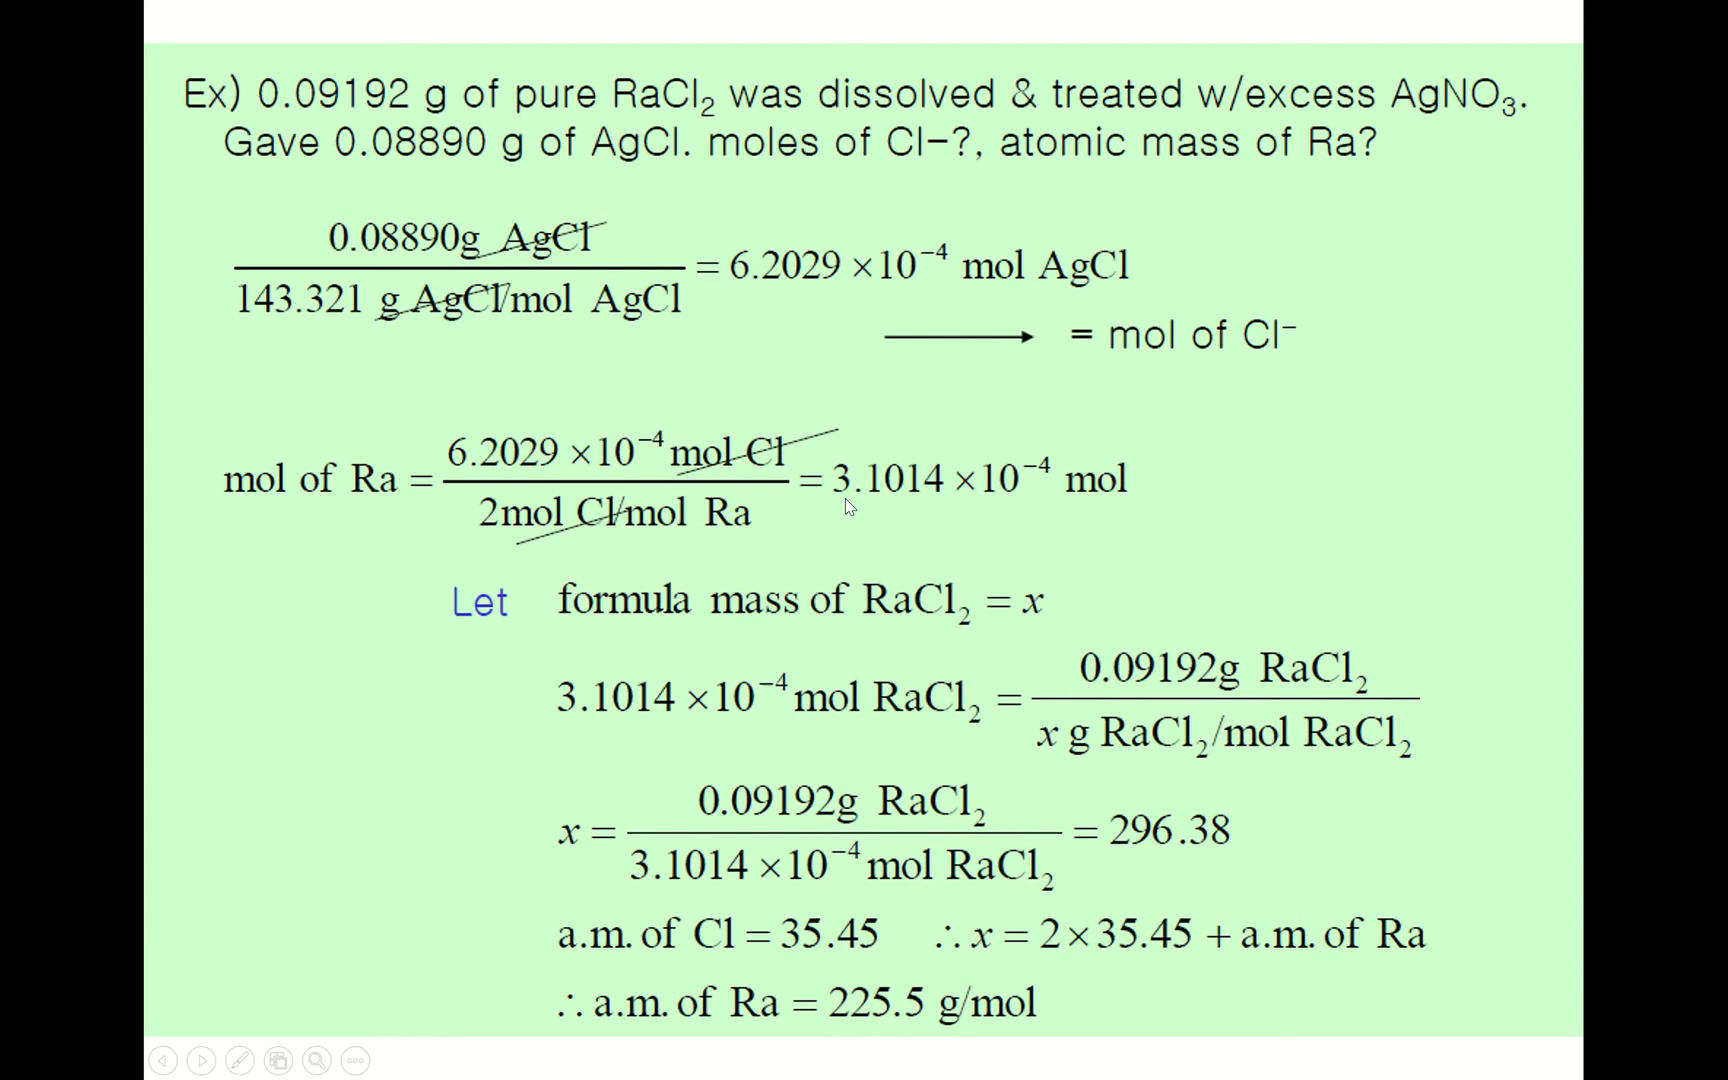 Ex) 0.09192 g of pure RaCl₂ was dissolved & treated w/excess AgNO₃.
Gave 0.08890 g of AgCl. moles of Cl−?, atomic mass of Ra?
0.08890g AgCl
143.321 g AgCl/mol AgCl
= 6.2029 ×10⁻⁴ mol AgCl
= mol of Cl⁻
mol of Ra =
6.2029 ×10⁻⁴ mol Cl
2mol Cl/mol Ra
= 3.1014 ×10⁻⁴ mol
Let formula mass of RaCl₂ = x
3.1014 ×10⁻⁴ mol RaCl₂ =
0.09192g RaCl₂
x g RaCl₂/mol RaCl₂
x =
0.09192g RaCl₂
3.1014 ×10⁻⁴ mol RaCl₂
= 296.38
a.m. of Cl = 35.45 ∴ x = 2×35.45 + a.m. of Ra
∴ a.m. of Ra = 225.5 g/mol